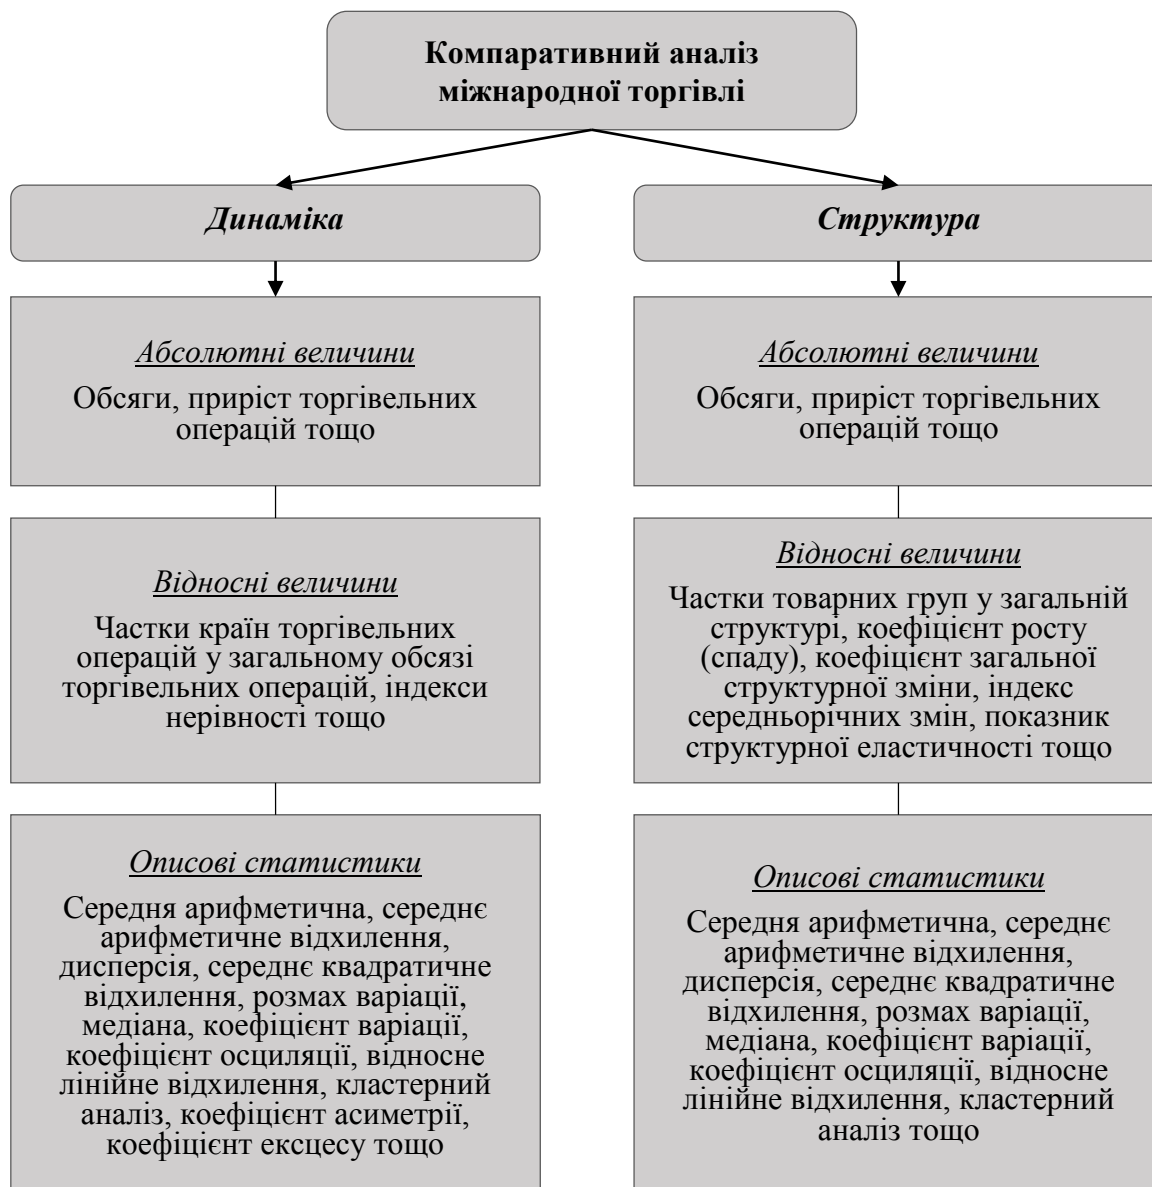 Компаративний аналіз
міжнародної торгівлі
Динаміка
Абсолютні величини
Обсяги, приріст торгівельних
операцій тощо
Відносні величини
Частки країн торгівельних
операцій у загальному обсязі
торгівельних операцій, індекси
нерівності тощо
Описові статистики
Середня арифметична, середнє
арифметичне відхилення,
дисперсія, середнє квадратичне
відхилення, розмах варіації,
медіана, коефіцієнт варіації,
коефіцієнт осциляції, відносне
лінійне відхилення, кластерний
аналіз, коефіцієнт асиметрії,
коефіцієнт ексцесу тощо
Структура
Абсолютні величини
Обсяги, приріст торгівельних
операцій тощо
Відносні величини
Частки товарних груп у загальній
структурі, коефіцієнт росту
(спаду), коефіцієнт загальної
структурної зміни, індекс
середньорічних змін, показник
структурної еластичності тощо
Описові статистики
Середня арифметична, середнє
арифметичне відхилення,
дисперсія, середнє квадратичне
відхилення, розмах варіації,
медіана, коефіцієнт варіації,
коефіцієнт осциляції, відносне
лінійне відхилення, кластерний
аналіз тощо